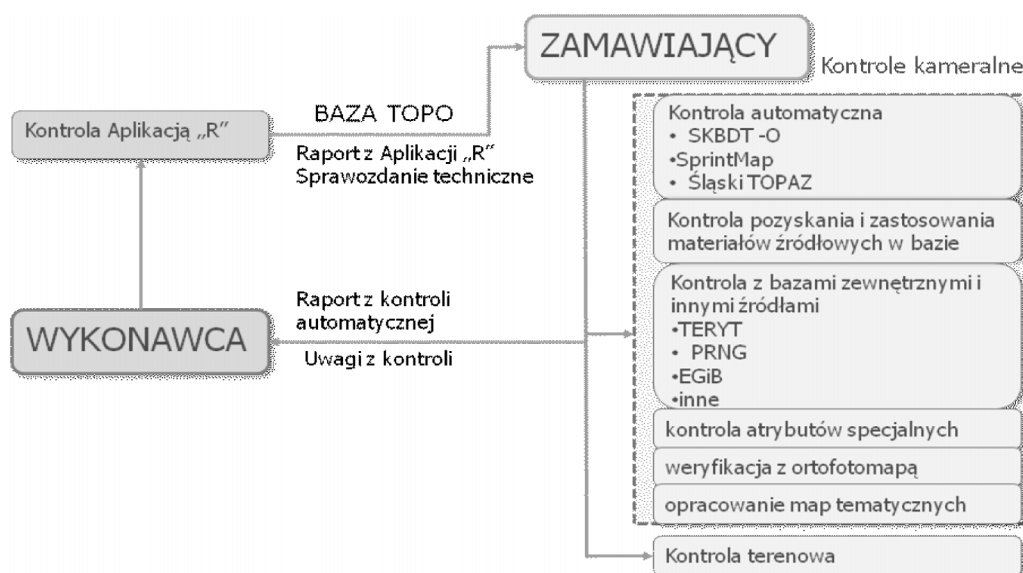 ZAMAWIAJĄCY
Kontrole kameralne
Kontrola Aplikacją „R”
BAZA TOPO
Raport z Aplikacji „R”
Sprawozdanie techniczne
Kontrola automatyczna
• SKBDT -O
•SprintMap
• Śląski TOPAZ
Kontrola pozyskania i zastosowania
materiałów źródłowych w bazie
Kontrola z bazami zewnętrznymi i
innymi źródłami
•TERYT
• PRNG
•EGiB
•inne
WYKONAWCA
Raport z kontroli
automatycznej
Uwagi z kontroli
kontrola atrybutów specjalnych
weryfikacja z ortofotomapą
opracowanie map tematycznych
Kontrola terenowa